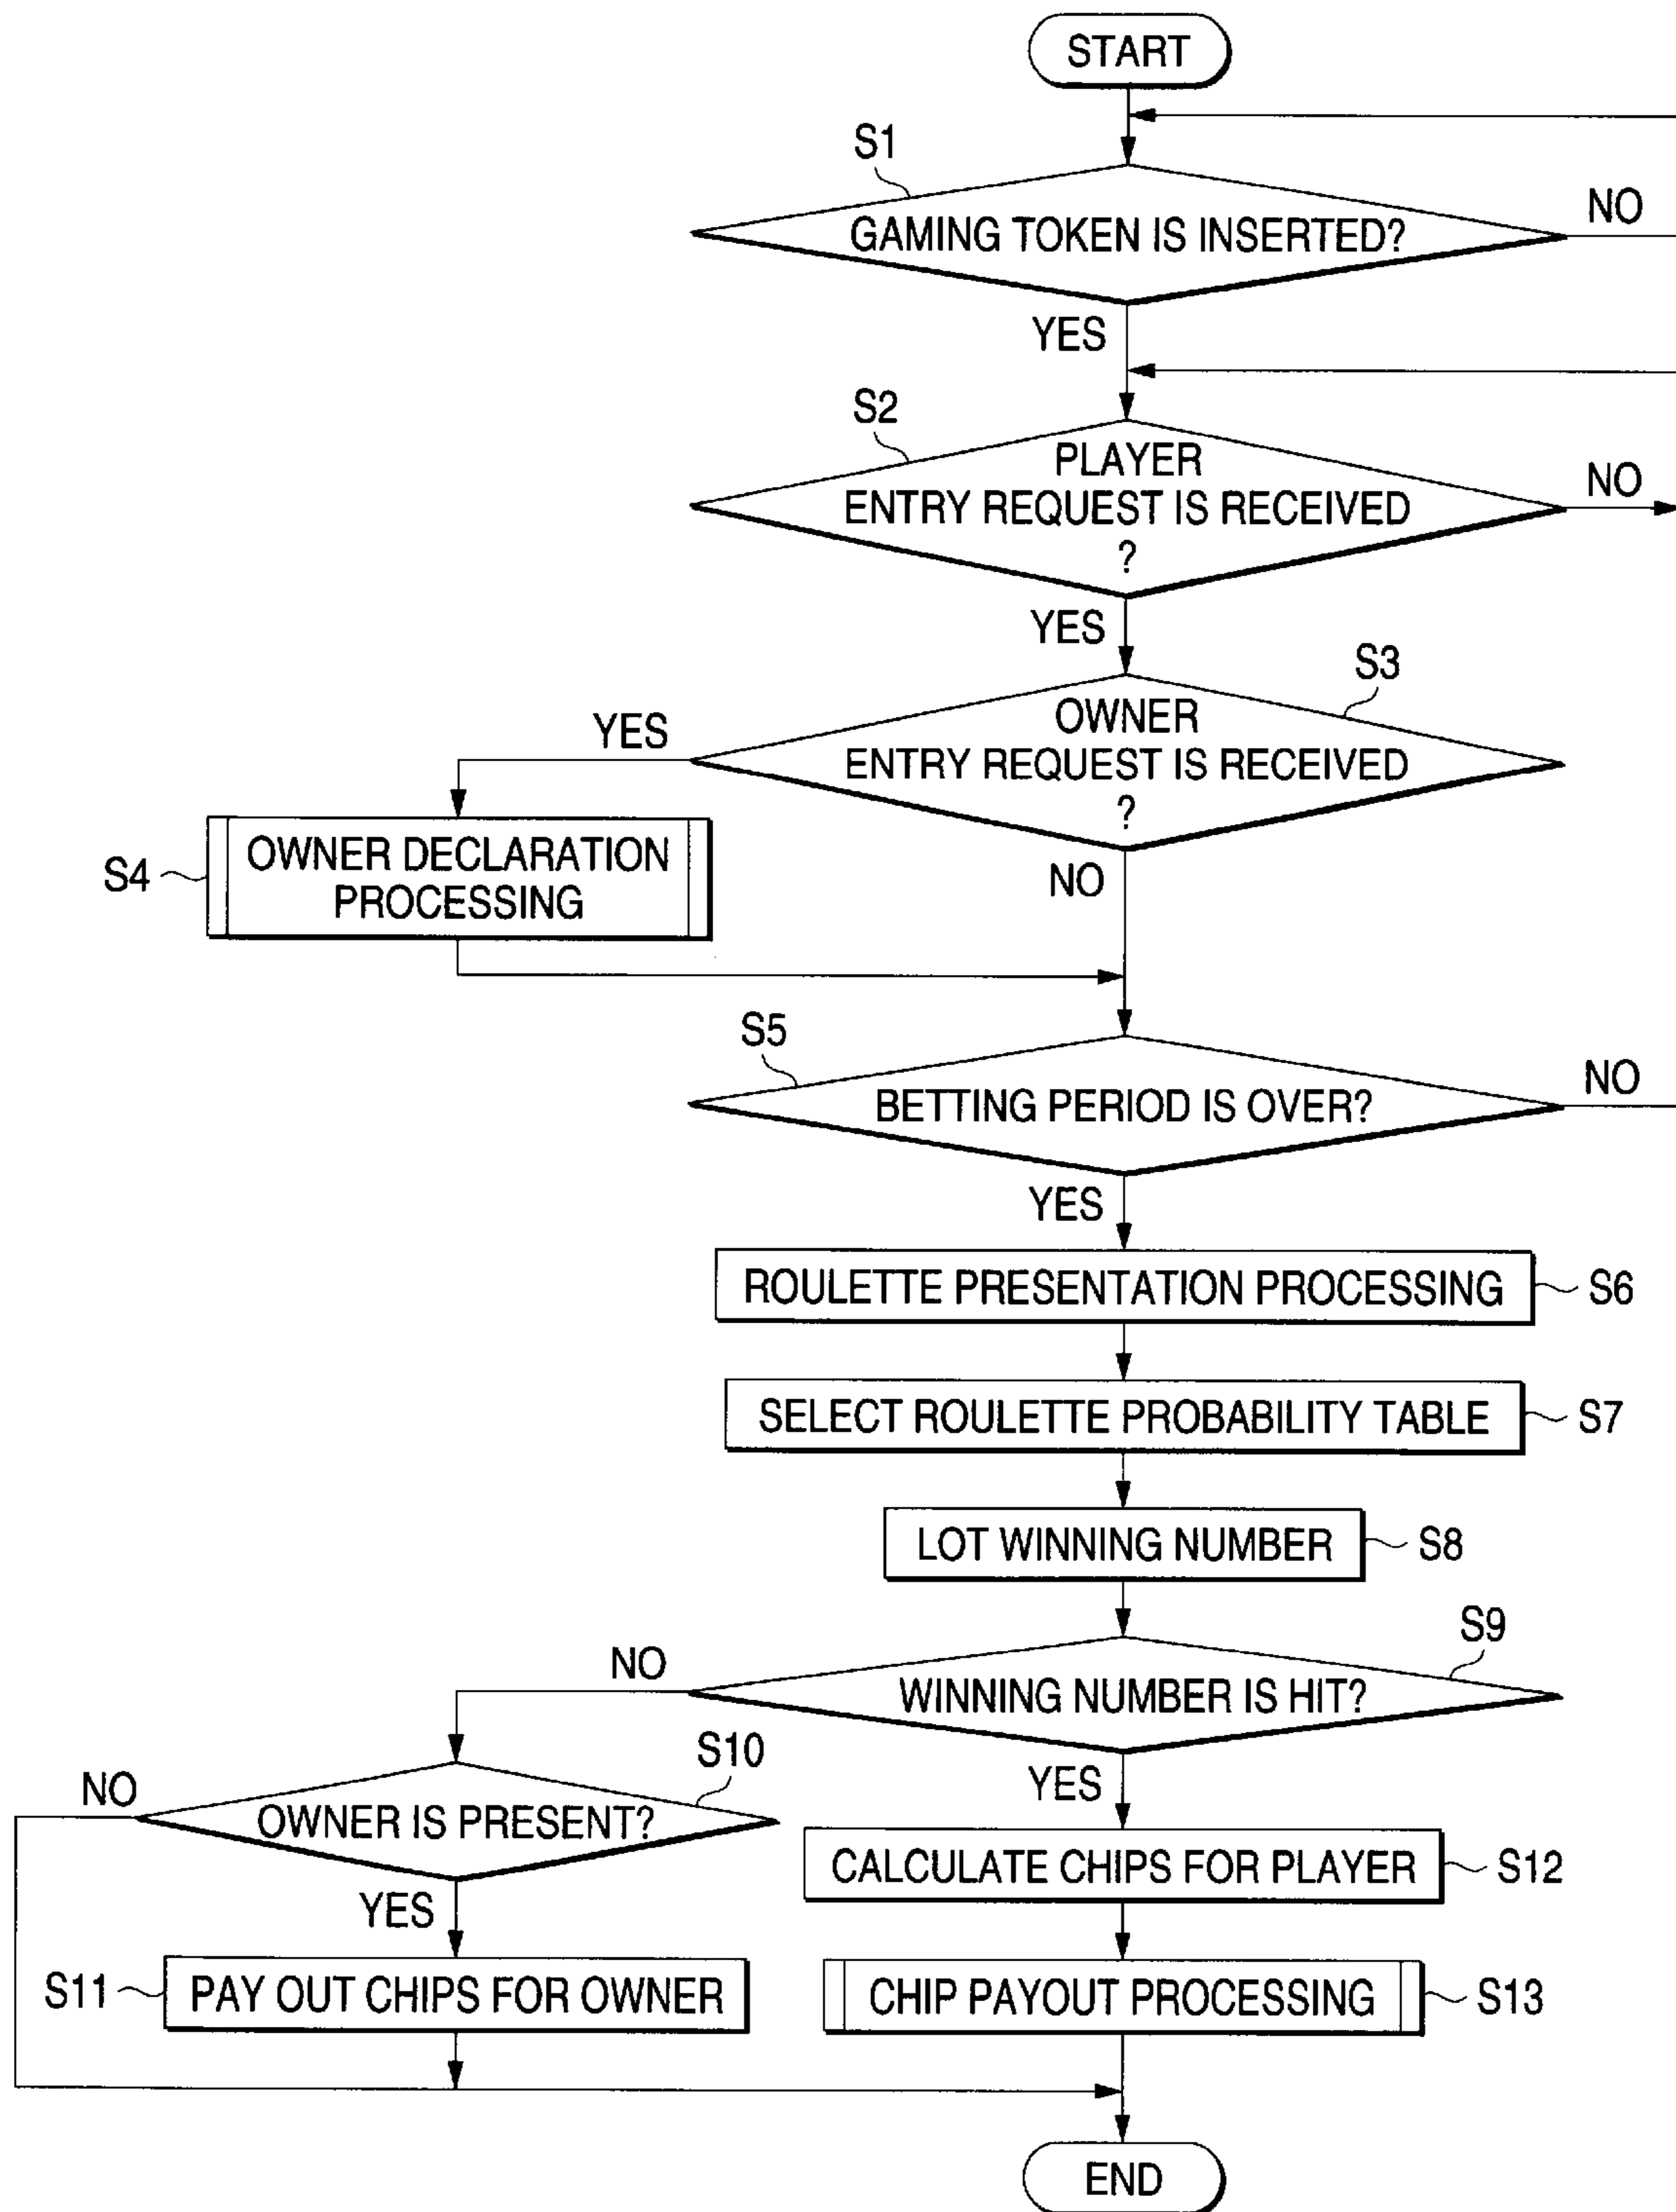 START
S1
GAMING TOKEN IS INSERTED?
NO
YES
S2
PLAYER
ENTRY REQUEST IS RECEIVED
?
NO
YES
S3
OWNER
ENTRY REQUEST IS RECEIVED
?
YES
S4
OWNER DECLARATION
PROCESSING
NO
S5
BETTING PERIOD IS OVER?
NO
YES
ROULETTE PRESENTATION PROCESSING
S6
SELECT ROULETTE PROBABILITY TABLE
S7
LOT WINNING NUMBER
S8
S9
WINNING NUMBER IS HIT?
NO
YES
S10
OWNER IS PRESENT?
NO
YES
CALCULATE CHIPS FOR PLAYER
S12
S11
PAY OUT CHIPS FOR OWNER
CHIP PAYOUT PROCESSING
S13
END